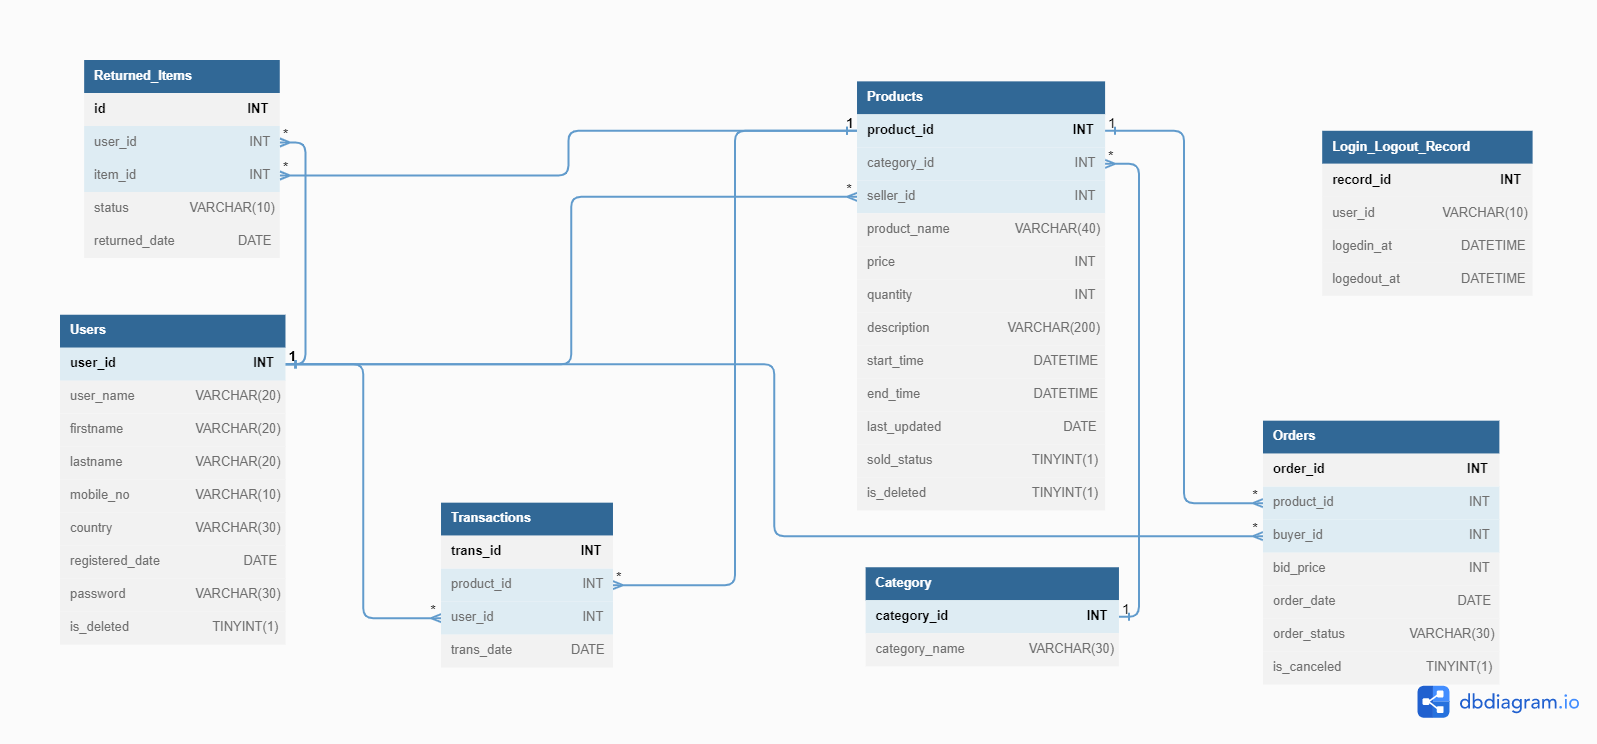 Returned_Items
id INT
user_id INT
item_id INT
status VARCHAR(10)
returned_date DATE
*
*
Users
user_id INT
user_name VARCHAR(20)
firstname VARCHAR(20)
lastname VARCHAR(20)
mobile_no VARCHAR(10)
country VARCHAR(30)
registered_date DATE
password VARCHAR(30)
is_deleted TINYINT(1)
1
Transactions
trans_id INT
product_id INT
user_id INT
trans_date DATE
*
*
Products
product_id INT
category_id INT
seller_id INT
product_name VARCHAR(40)
price INT
quantity INT
description VARCHAR(200)
start_time DATETIME
end_time DATETIME
last_updated DATE
sold_status TINYINT(1)
is_deleted TINYINT(1)
1
1
*
*
Category
category_id INT
category_name VARCHAR(30)
1
Login_Logout_Record
record_id INT
user_id VARCHAR(10)
logedin_at DATETIME
logedout_at DATETIME
Orders
order_id INT
product_id INT
buyer_id INT
bid_price INT
order_date DATE
order_status VARCHAR(30)
is_canceled TINYINT(1)
*
*
dbdiagram.io